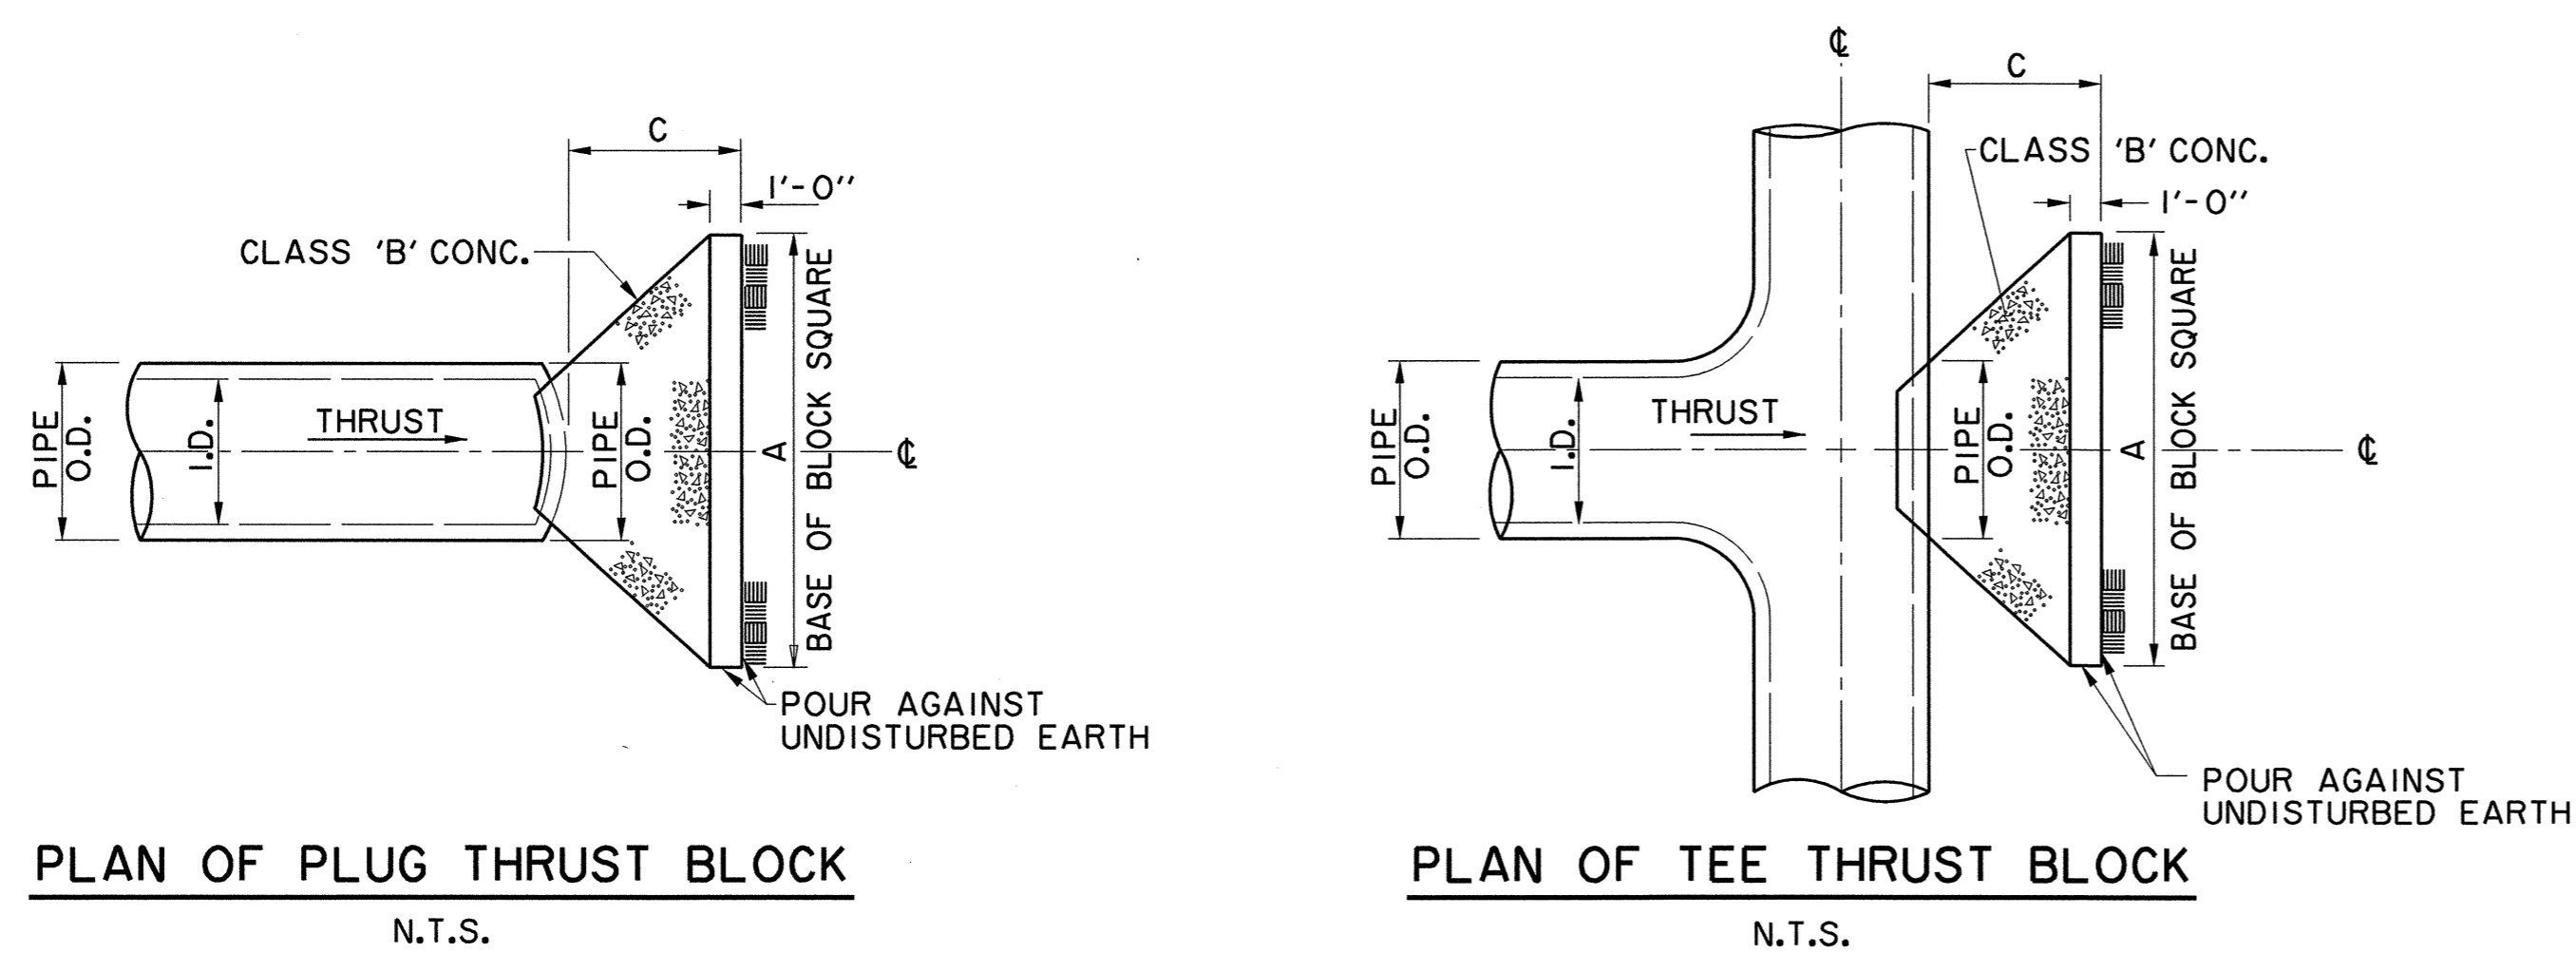 C
1'-0"
CLASS 'B' CONC.
PIPE
O.D.
I.D.
THRUST
PIPE
O.D.
A
BASE OF BLOCK SQUARE
℄
POUR AGAINST
UNDISTURBED EARTH
PLAN OF PLUG THRUST BLOCK
N.T.S.
℄
C
CLASS 'B' CONC.
1'-0"
PIPE
O.D.
I.D.
THRUST
PIPE
O.D.
A
BASE OF BLOCK SQUARE
℄
POUR AGAINST
UNDISTURBED EARTH
PLAN OF TEE THRUST BLOCK
N.T.S.